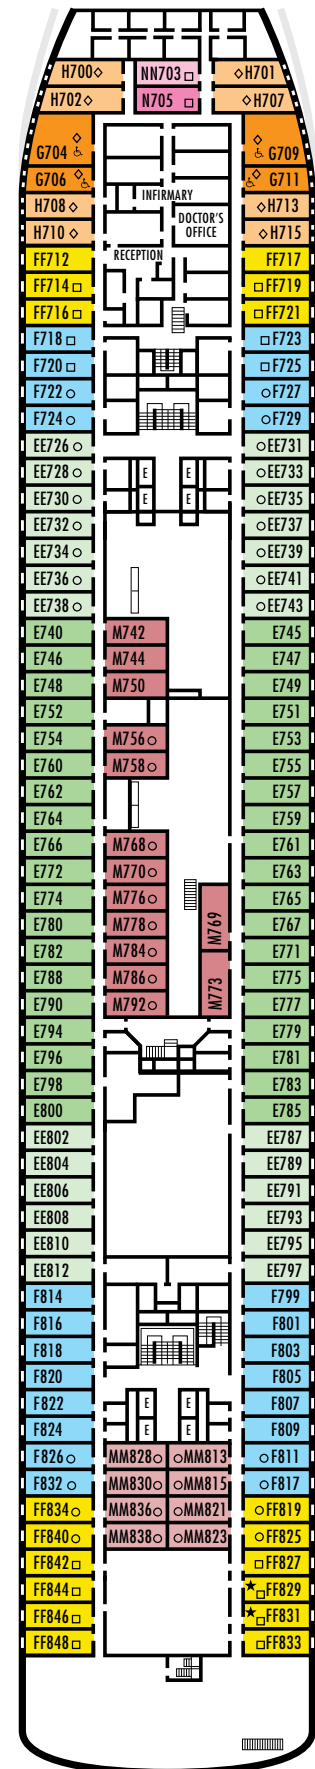 H700 NN703 H701
H702 N705 H707
G704 G709
G706 G711
INFIRMARY
H708 H713
DOCTOR'S
OFFICE
H710 H715
RECEPTION
FF712 FF717
FF714 FF719
FF716 FF721
F718 F723
F720 F725
F722 F727
F724 F729
EE726 EE731
EE728 E E EE733
EE730 E E EE735
EE732 EE737
EE734 EE739
EE736 EE741
EE738 EE743
E740 M742 E745
E746 M744 E747
E748 M750 E749
E752 E751
E754 M756 E753
E760 M758 E755
E762 E757
E764 E759
E766 M768 E761
E772 M770 E763
E774 M776 M769 E765
E780 M778 E767
E782 M784 E771
E788 M786 M773 E775
E790 M792 E777
E794 E779
E796 E781
E798 E783
E800 E785
EE802 EE787
EE804 EE789
EE806 EE791
EE808 EE793
EE810 EE795
EE812 EE797
F814 F799
F816 F801
F818 F803
F820 F805
F822 E E F807
F824 E E F809
F826 MM828 MM813 F811
F832 MM830 MM815 F817
FF834 MM836 MM821 FF819
FF840 MM838 MM823 FF825
FF842 FF827
FF844 FF829
FF846 FF831
FF848 FF833